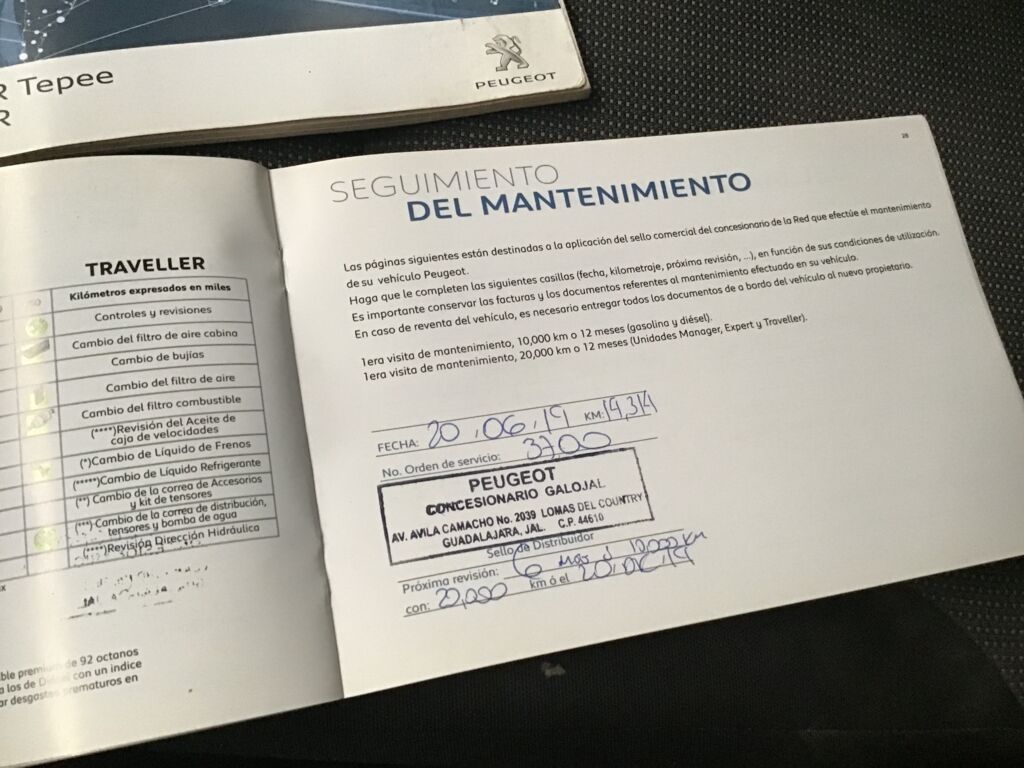 R Tepee
R
PEUGEOT
28
SEGUIMIENTO
DEL MANTENIMIENTO
Las páginas siguientes están destinadas a la aplicación del sello comercial del concesionario de la Red que efectúe el mantenimiento
de su vehículo Peugeot.
Haga que le completen las siguientes casillas (fecha, kilometraje, próxima revisión, ...), en función de sus condiciones de utilización.
Es importante conservar las facturas y los documentos referentes al mantenimiento efectuado en su vehículo.
En caso de reventa del vehículo, es necesario entregar todos los documentos de a bordo del vehículo al nuevo propietario.
1era visita de mantenimiento, 10,000 km o 12 meses (gasolina y diésel).
1era visita de mantenimiento, 20,000 km o 12 meses (Unidades Manager, Expert y Traveller).
FECHA: 20 . 06 . 19 KM: 14,314
No. Orden de servicio: 3700
PEUGEOT
CONCESIONARIO GALOJAL
AV. AVILA CAMACHO No. 2039 LOMAS DEL COUNTRY
GUADALAJARA, JAL. C.P. 44610
Sello de Distribuidor
Próxima revisión: 6 10,000 km
con: 20,000 km ó el 20.
TRAVELLER
Kilómetros expresados en miles
Controles y revisiones
Cambio del filtro de aire cabina
Cambio de bujías
Cambio del filtro de aire
Cambio del filtro combustible
(****)Revisión del Aceite de
caja de velocidades
(*)Cambio de Líquido de Frenos
(*****)Cambio de Líquido Refrigerante
(**) Cambio de la correa de Accesorios
y kit de tensores
(***) Cambio de la correa de distribución,
tensores y bomba de agua
(****)Revisión Dirección Hidráulica
ble premium de 92 octanos
a los de con un indice
ar desgastes prematuros en